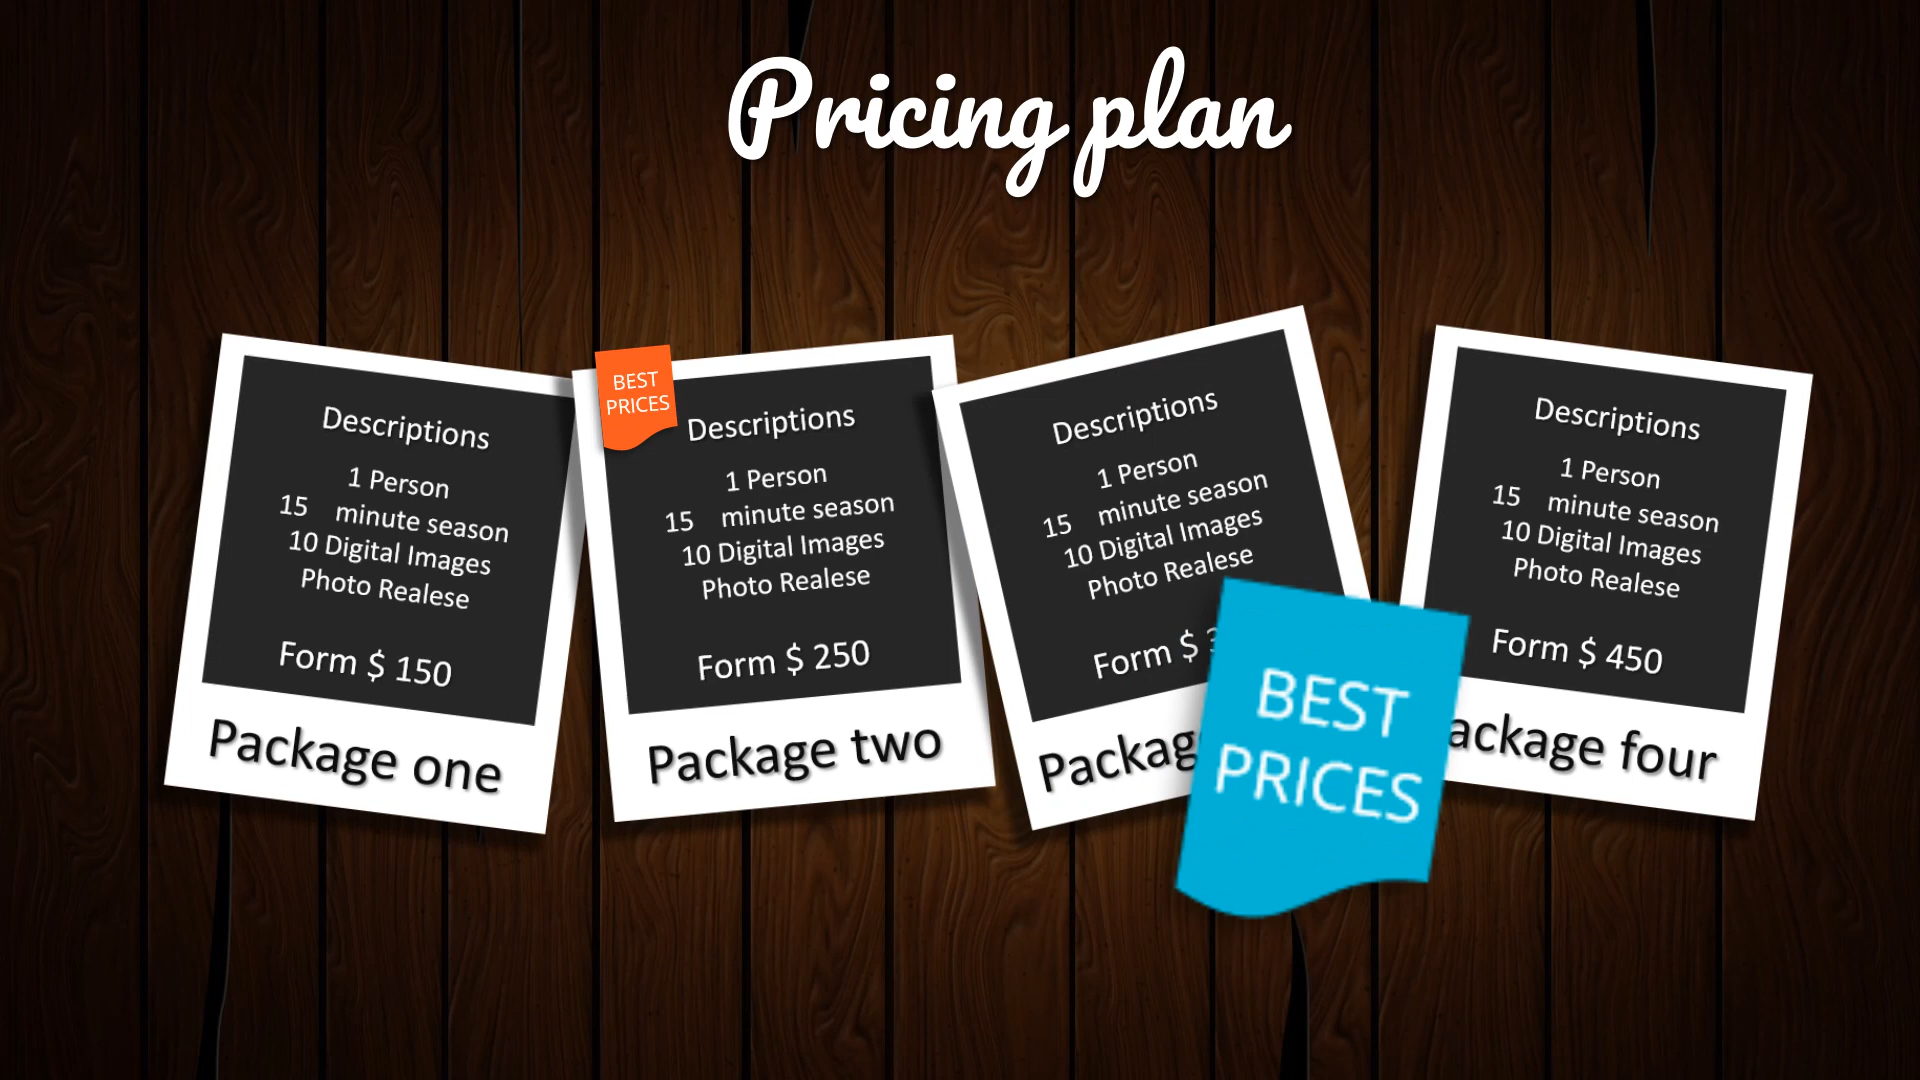 Pricing plan
Descriptions
1 Person
15 minute season
10 Digital Images
Photo Realese
Form $ 150
Package one
BEST
PRICES
Descriptions
1 Person
15 minute season
10 Digital Images
Photo Realese
Form $ 250
Package two
Descriptions
1 Person
15 minute season
10 Digital Images
Photo Realese
Form $
BEST
PRICES
Descriptions
1 Person
15 minute season
10 Digital Images
Photo Realese
Form $ 450
four